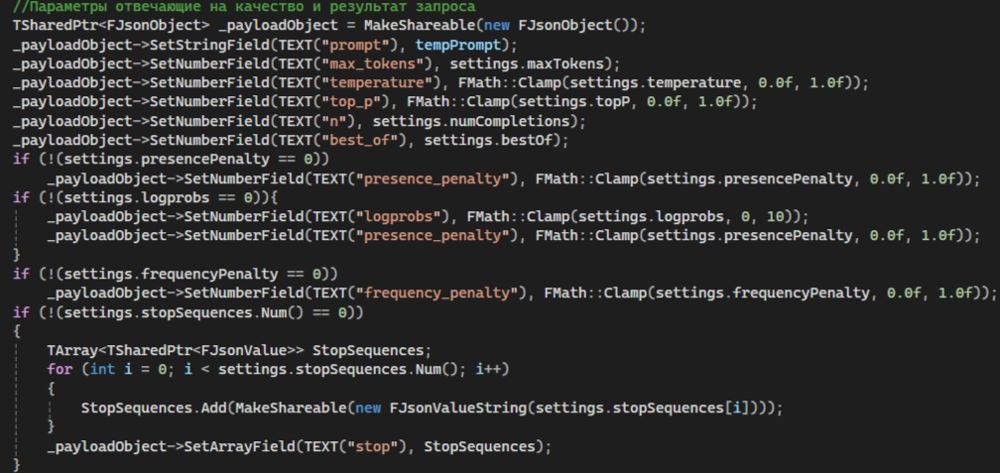 //Параметры отвечающие на качество и результат запроса
TSharedPtr<FJsonObject> _payloadObject = MakeShareable(new FJsonObject());
_payloadObject->SetStringField(TEXT("prompt"), tempPrompt);
_payloadObject->SetNumberField(TEXT("max_tokens"), settings.maxTokens);
_payloadObject->SetNumberField(TEXT("temperature"), FMath::Clamp(settings.temperature, 0.0f, 1.0f));
_payloadObject->SetNumberField(TEXT("top_p"), FMath::Clamp(settings.topP, 0.0f, 1.0f));
_payloadObject->SetNumberField(TEXT("n"), settings.numCompletions);
_payloadObject->SetNumberField(TEXT("best_of"), settings.bestOf);
if (!(settings.presencePenalty == 0))
    _payloadObject->SetNumberField(TEXT("presence_penalty"), FMath::Clamp(settings.presencePenalty, 0.0f, 1.0f));
if (!(settings.logprobs == 0)){
    _payloadObject->SetNumberField(TEXT("logprobs"), FMath::Clamp(settings.logprobs, 0, 10));
    _payloadObject->SetNumberField(TEXT("presence_penalty"), FMath::Clamp(settings.presencePenalty, 0.0f, 1.0f));
}
if (!(settings.frequencyPenalty == 0))
    _payloadObject->SetNumberField(TEXT("frequency_penalty"), FMath::Clamp(settings.frequencyPenalty, 0.0f, 1.0f));
if (!(settings.stopSequences.Num() == 0))
{
    TArray<TSharedPtr<FJsonValue>> StopSequences;
    for (int i = 0; i < settings.stopSequences.Num(); i++)
    {
        StopSequences.Add(MakeShareable(new FJsonValueString(settings.stopSequences[i])));
    }
    _payloadObject->SetArrayField(TEXT("stop"), StopSequences);
}